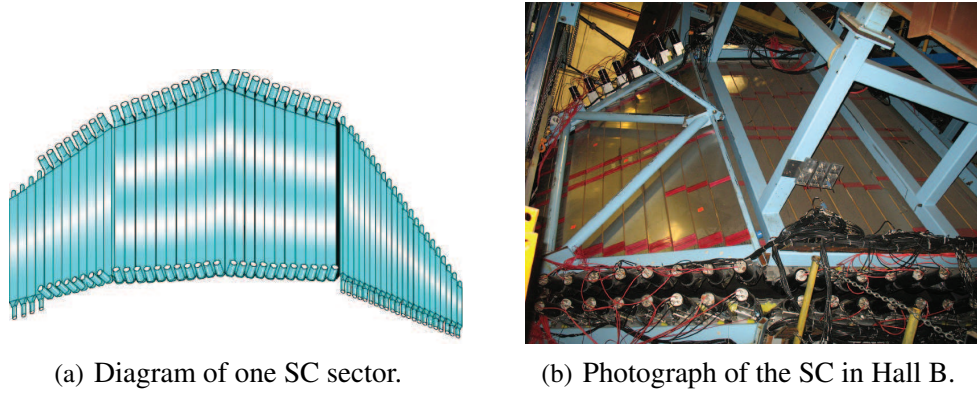 (a) Diagram of one SC sector.
(b) Photograph of the SC in Hall B.